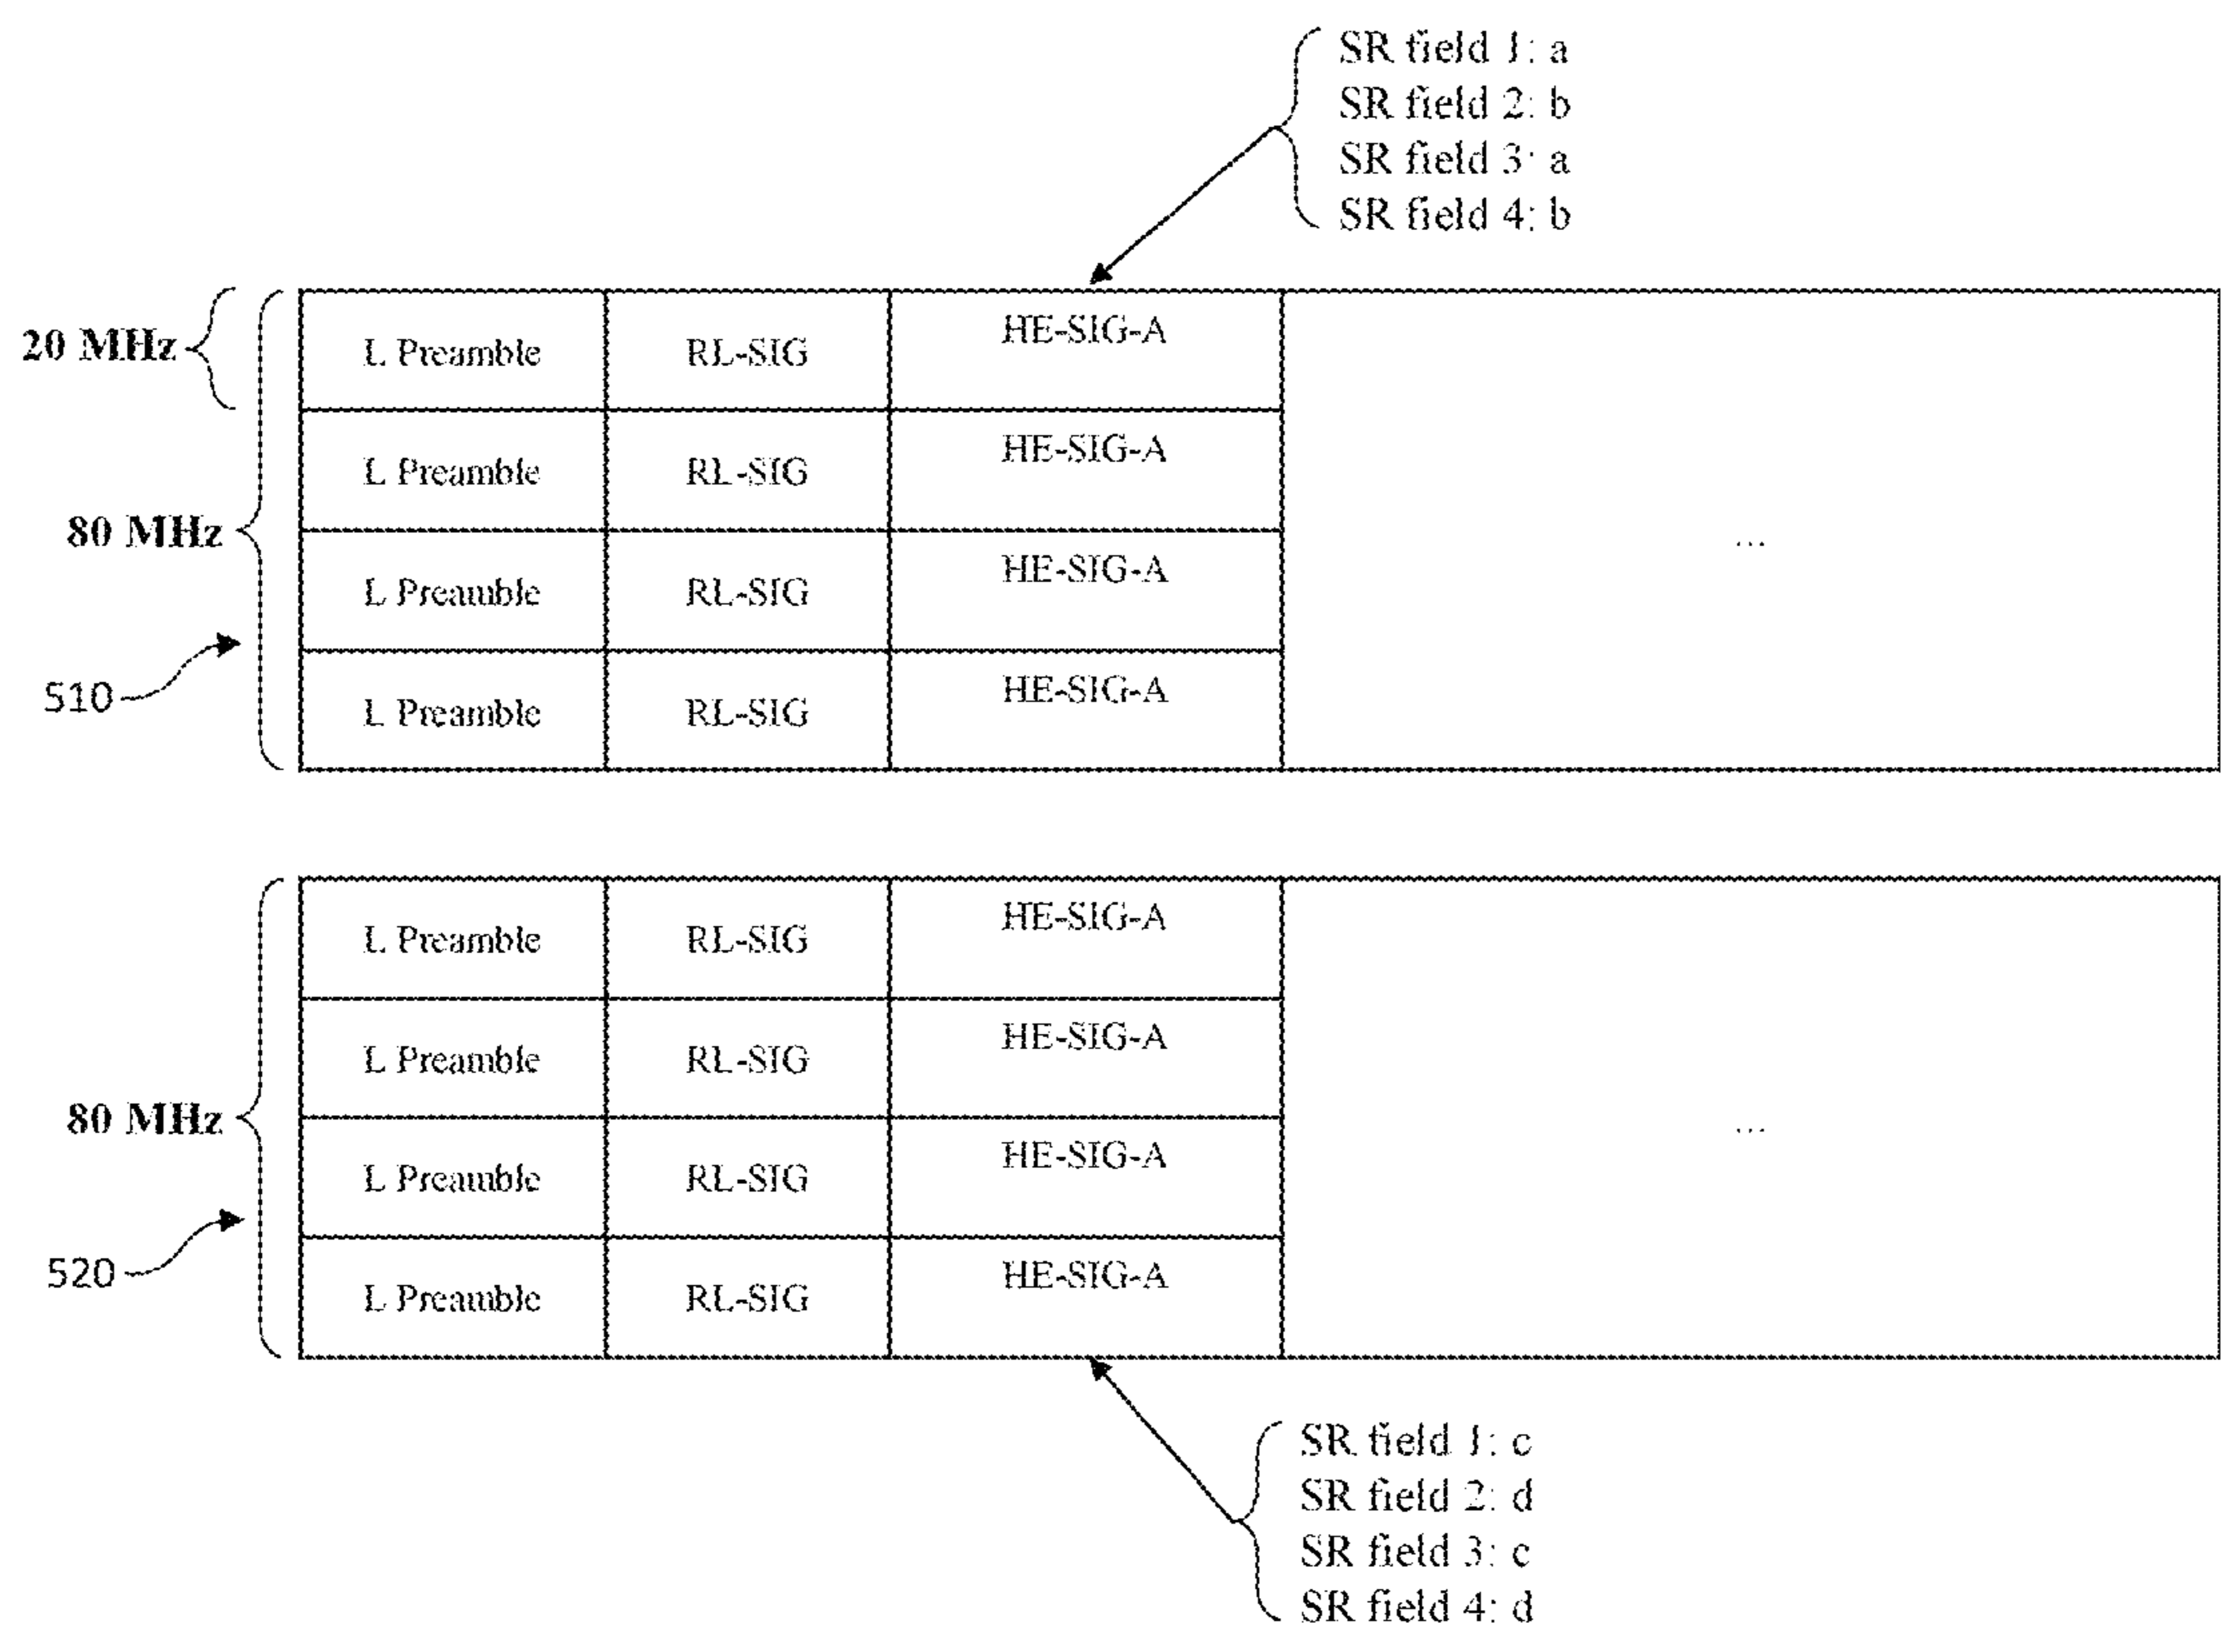 SR field 1: a
SR field 2: b
SR field 3: a
SR field 4: b
20 MHz
L Preamble RL-SIG HE-SIG-A
L Preamble RL-SIG HE-SIG-A
80 MHz
...
L Preamble RL-SIG HE-SIG-A
510
L Preamble RL-SIG HE-SIG-A
L Preamble RL-SIG HE-SIG-A
L Preamble RL-SIG HE-SIG-A
80 MHz
...
L Preamble RL-SIG HE-SIG-A
520
L Preamble RL-SIG HE-SIG-A
SR field 1: c
SR field 2: d
SR field 3: c
SR field 4: d